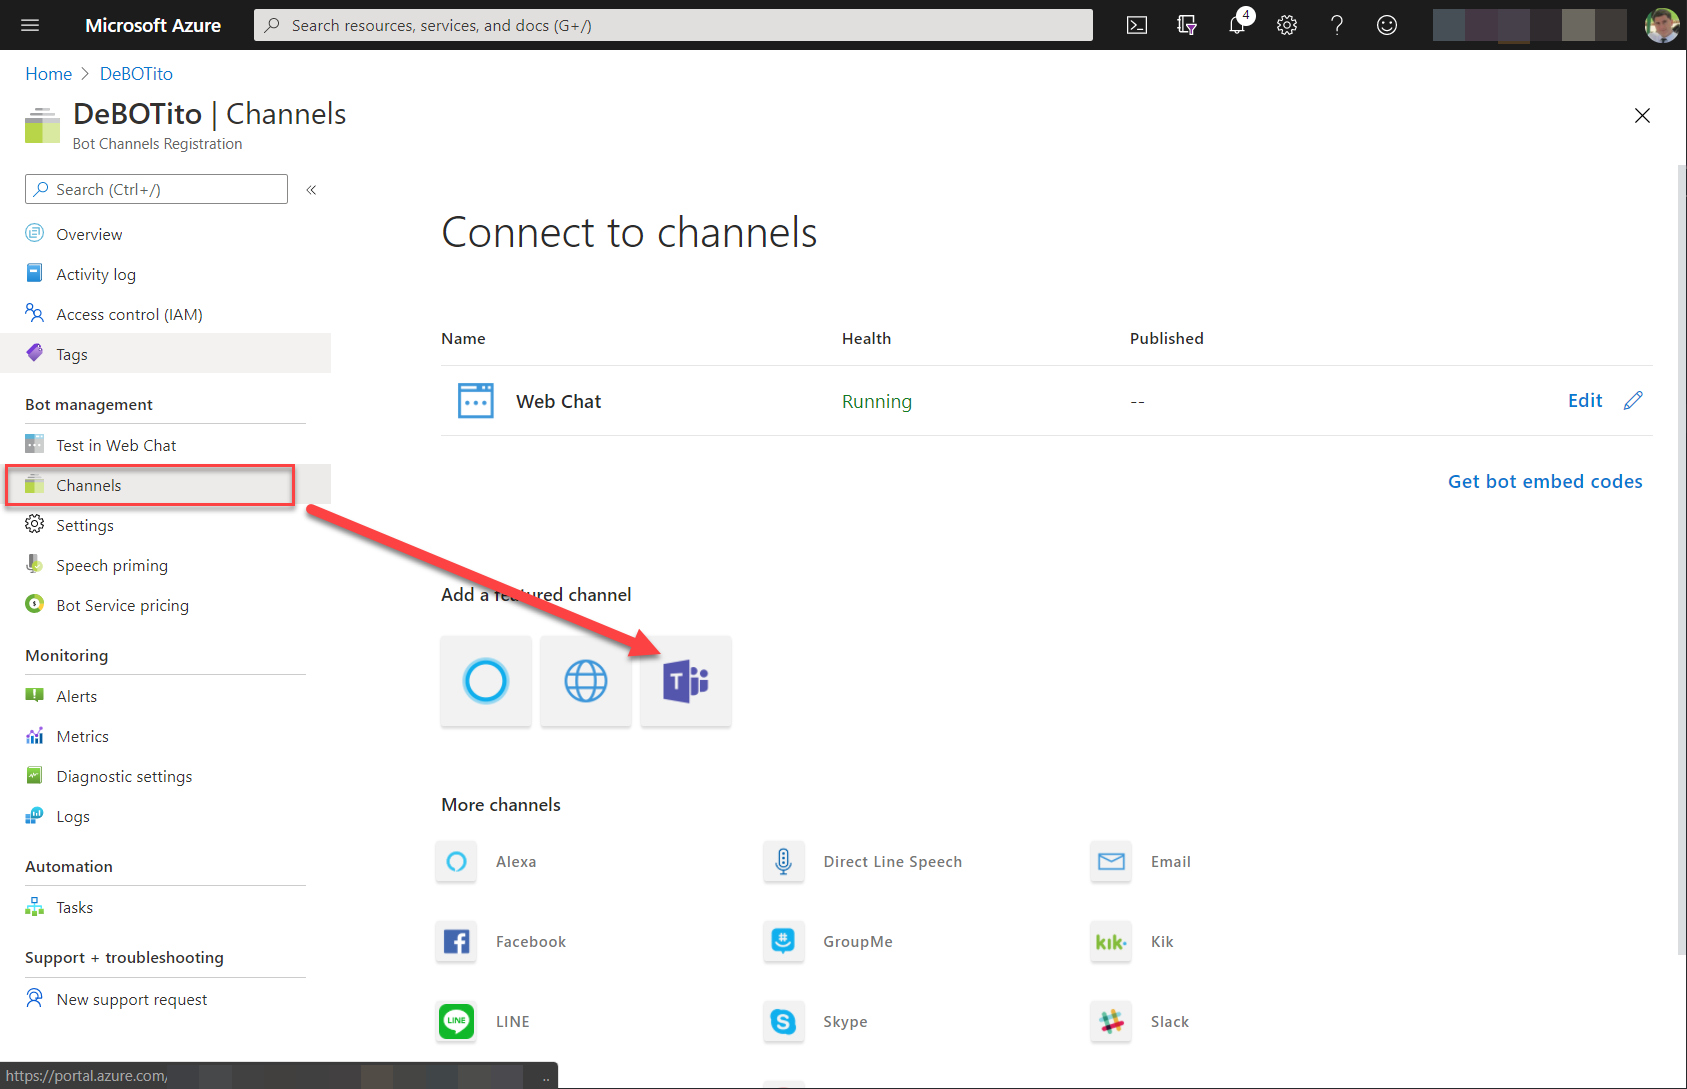 Microsoft Azure
Search resources, services, and docs (G+/)
4
Home > DeBOTito
DeBOTito | Channels
Bot Channels Registration
Search (Ctrl+/)
«
Overview
Activity log
Access control (IAM)
Tags
Bot management
Test in Web Chat
Channels
Settings
Speech priming
Bot Service pricing
Monitoring
Alerts
Metrics
Diagnostic settings
Logs
Automation
Tasks
Support + troubleshooting
New support request
Connect to channels
Name Health Published
Web Chat Running -- Edit
Get bot embed codes
Add a featured channel
T
More channels
Alexa Direct Line Speech Email
Facebook GroupMe kik Kik
LINE LINE Skype Slack
https://portal.azure.com/